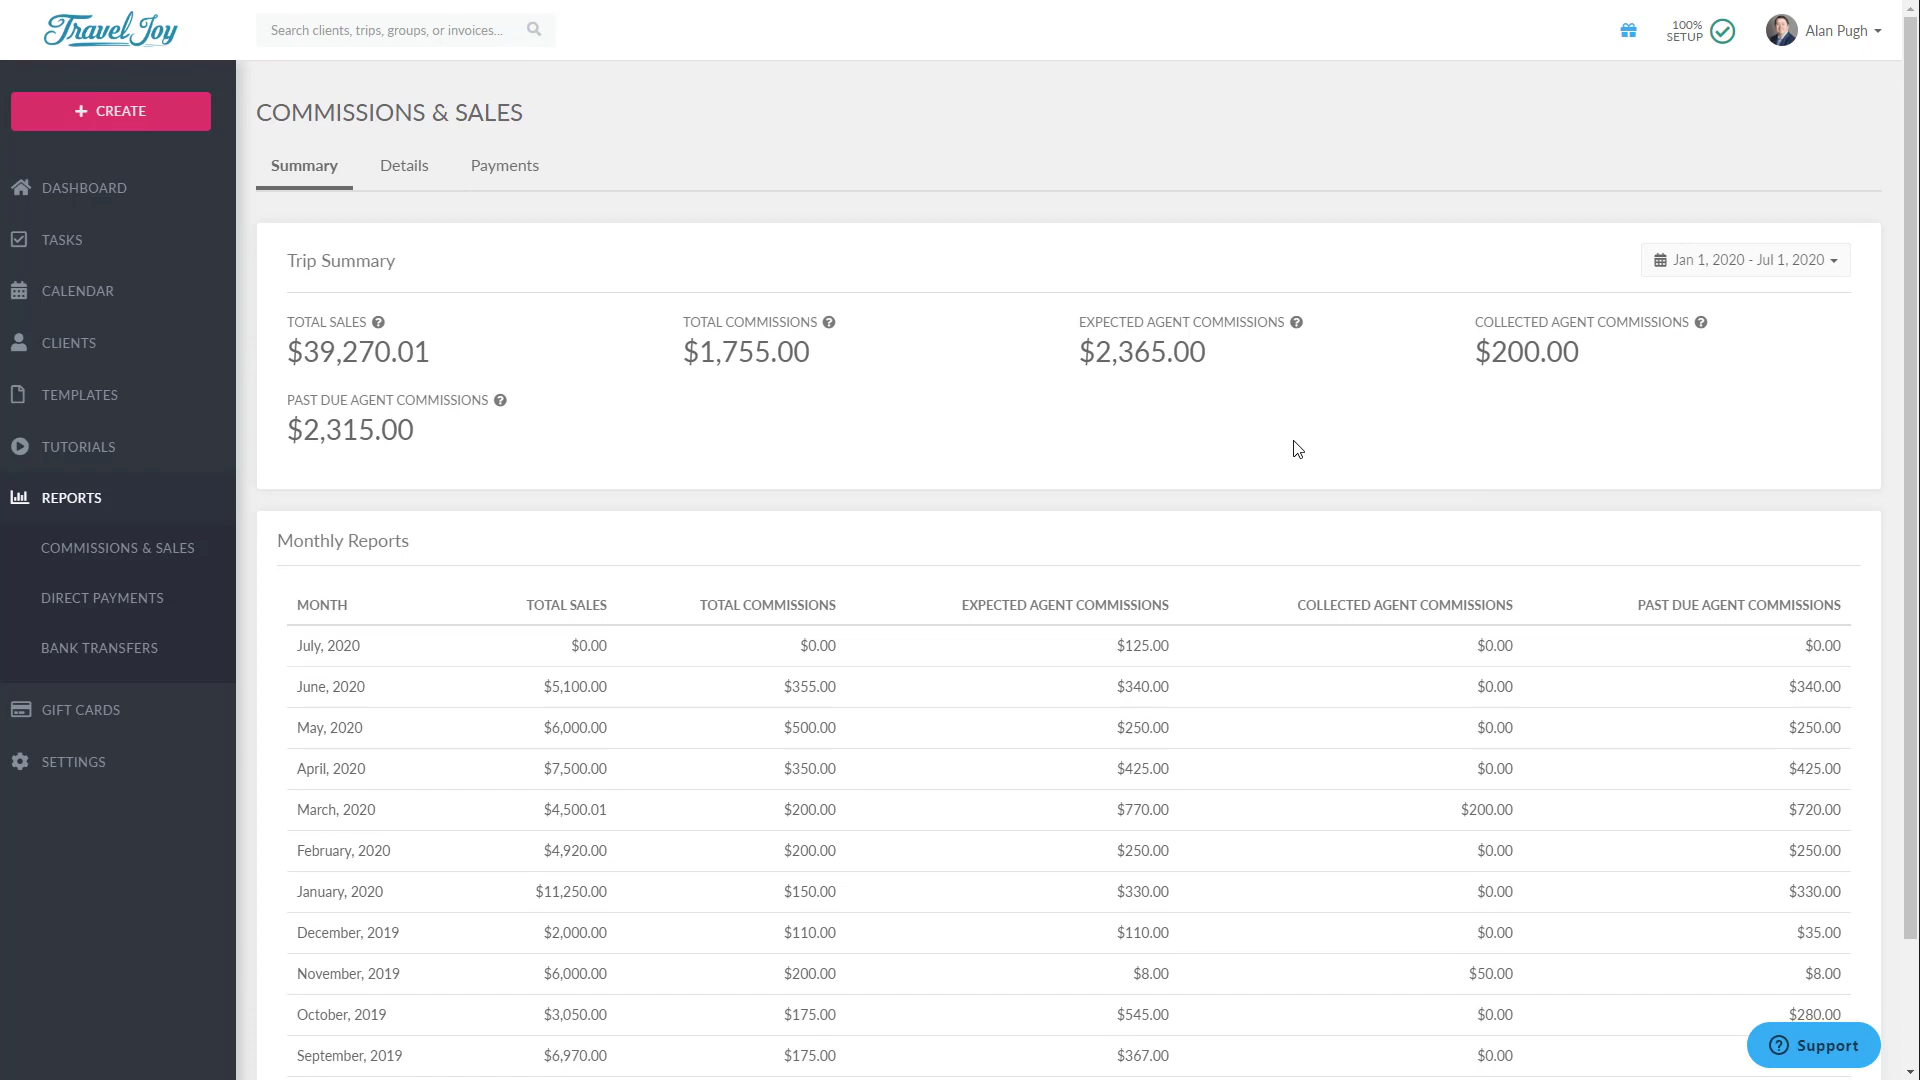 Travel Joy
Search clients, trips, groups, or invoices...
100%
SETUP
Alan Pugh
CREATE
DASHBOARD
TASKS
CALENDAR
CLIENTS
TEMPLATES
TUTORIALS
REPORTS
COMMISSIONS & SALES
DIRECT PAYMENTS
BANK TRANSFERS
GIFT CARDS
SETTINGS
COMMISSIONS & SALES
Summary Details Payments
Trip Summary
Jan 1, 2020 - Jul 1, 2020
TOTAL SALES TOTAL COMMISSIONS EXPECTED AGENT COMMISSIONS COLLECTED AGENT COMMISSIONS
$39,270.01 $1,755.00 $2,365.00 $200.00
PAST DUE AGENT COMMISSIONS
$2,315.00
Monthly Reports
MONTH TOTAL SALES TOTAL COMMISSIONS EXPECTED AGENT COMMISSIONS COLLECTED AGENT COMMISSIONS PAST DUE AGENT COMMISSIONS
July, 2020 $0.00 $0.00 $125.00 $0.00 $0.00
June, 2020 $5,100.00 $355.00 $340.00 $0.00 $340.00
May, 2020 $6,000.00 $500.00 $250.00 $0.00 $250.00
April, 2020 $7,500.00 $350.00 $425.00 $0.00 $425.00
March, 2020 $4,500.01 $200.00 $770.00 $200.00 $720.00
February, 2020 $4,920.00 $200.00 $250.00 $0.00 $250.00
January, 2020 $11,250.00 $150.00 $330.00 $0.00 $330.00
December, 2019 $2,000.00 $110.00 $110.00 $0.00 $35.00
November, 2019 $6,000.00 $200.00 $8.00 $50.00 $8.00
October, 2019 $3,050.00 $175.00 $545.00 $0.00 $280.00
September, 2019 $6,970.00 $175.00 $367.00 $0.00
Support